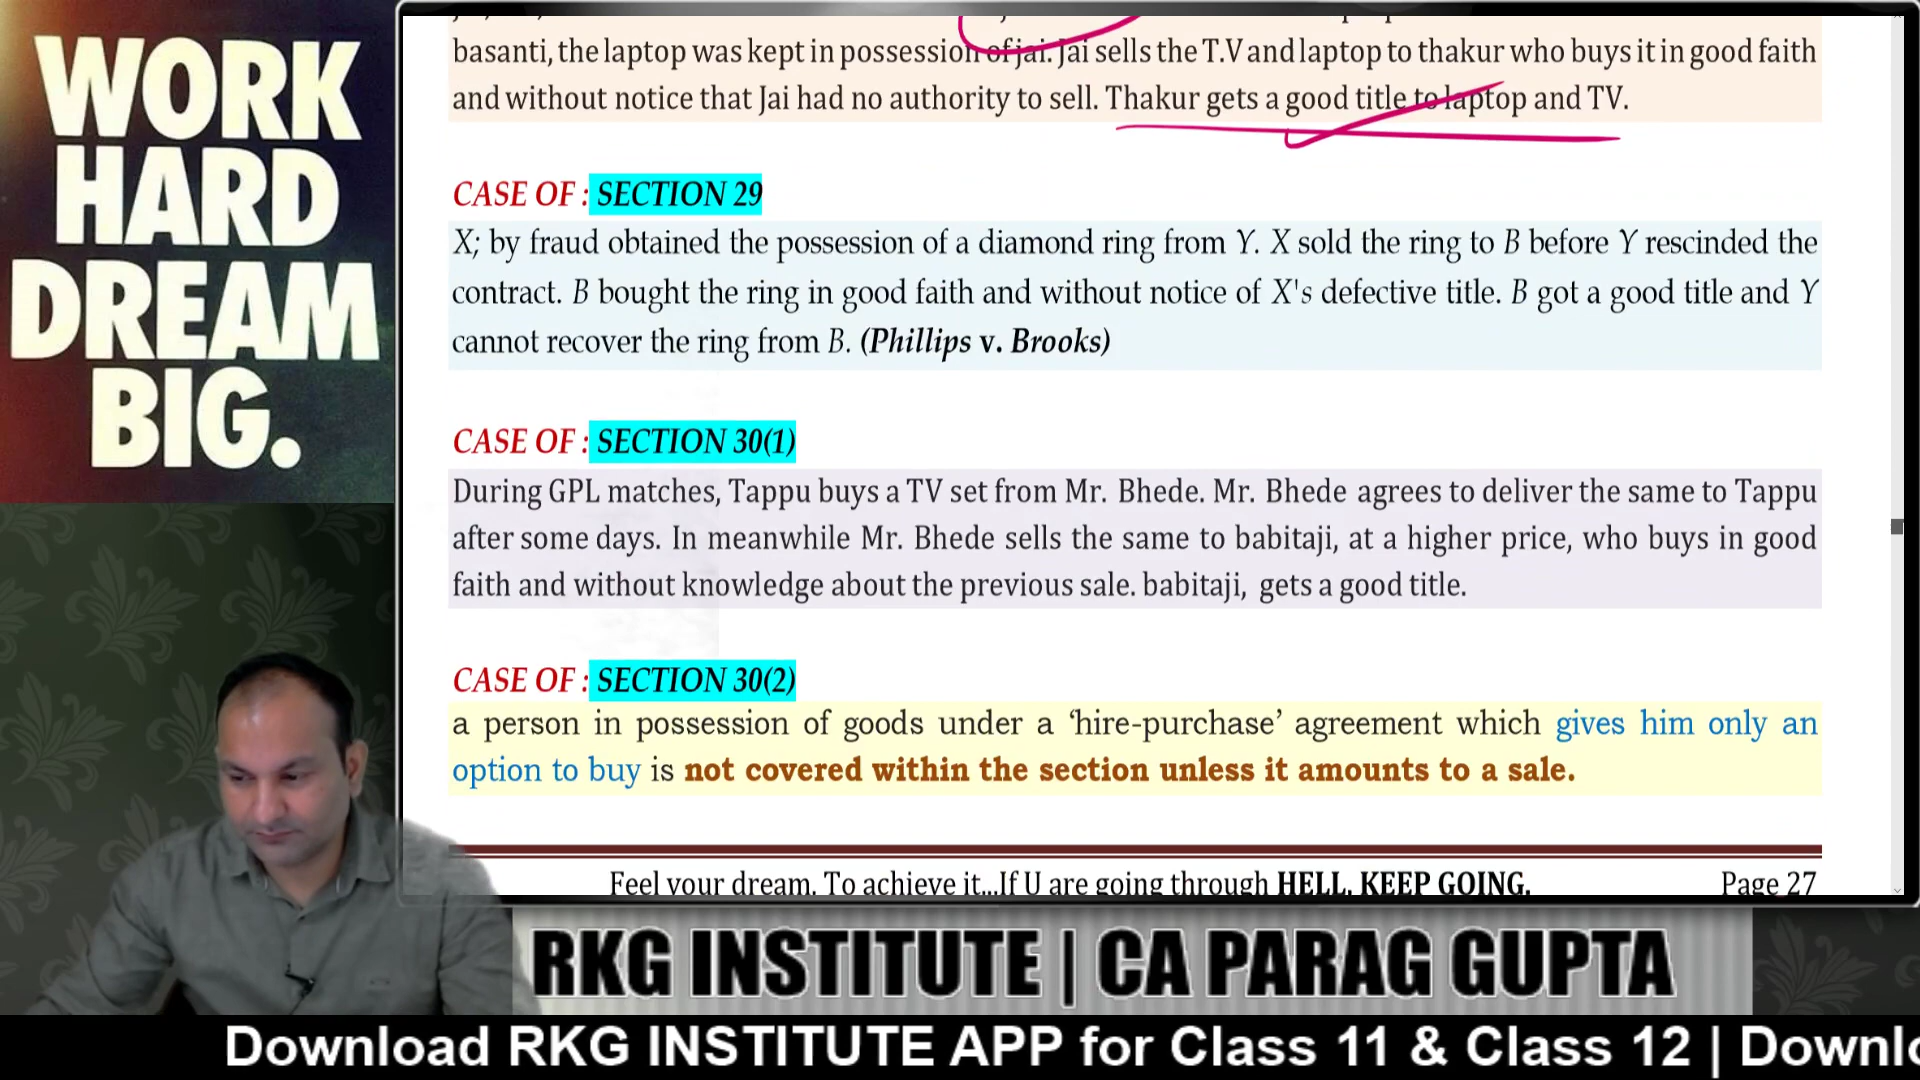 WORK
HARD
DREAM
BIG.
basanti, the laptop was kept in possession of jai. Jai sells the T.V and laptop to thakur who buys it in good faith
and without notice that Jai had no authority to sell. Thakur gets a good title to laptop and TV.
CASE OF : SECTION 29
X; by fraud obtained the possession of a diamond ring from Y. X sold the ring to B before Y rescinded the
contract. B bought the ring in good faith and without notice of X's defective title. B got a good title and Y
cannot recover the ring from B. (Phillips v. Brooks)
CASE OF : SECTION 30(1)
During GPL matches, Tappu buys a TV set from Mr. Bhede. Mr. Bhede agrees to deliver the same to Tappu
after some days. In meanwhile Mr. Bhede sells the same to babitaji, at a higher price, who buys in good
faith and without knowledge about the previous sale. babitaji, gets a good title.
CASE OF : SECTION 30(2)
a person in possession of goods under a ‘hire-purchase’ agreement which gives him only an
option to buy is not covered within the section unless it amounts to a sale.
Feel your dream. To achieve it...If U are going through HELL. KEEP GOING. Page 27
RKG INSTITUTE | CA PARAG GUPTA
Download RKG INSTITUTE APP for Class 11 & Class 12 | Downlo